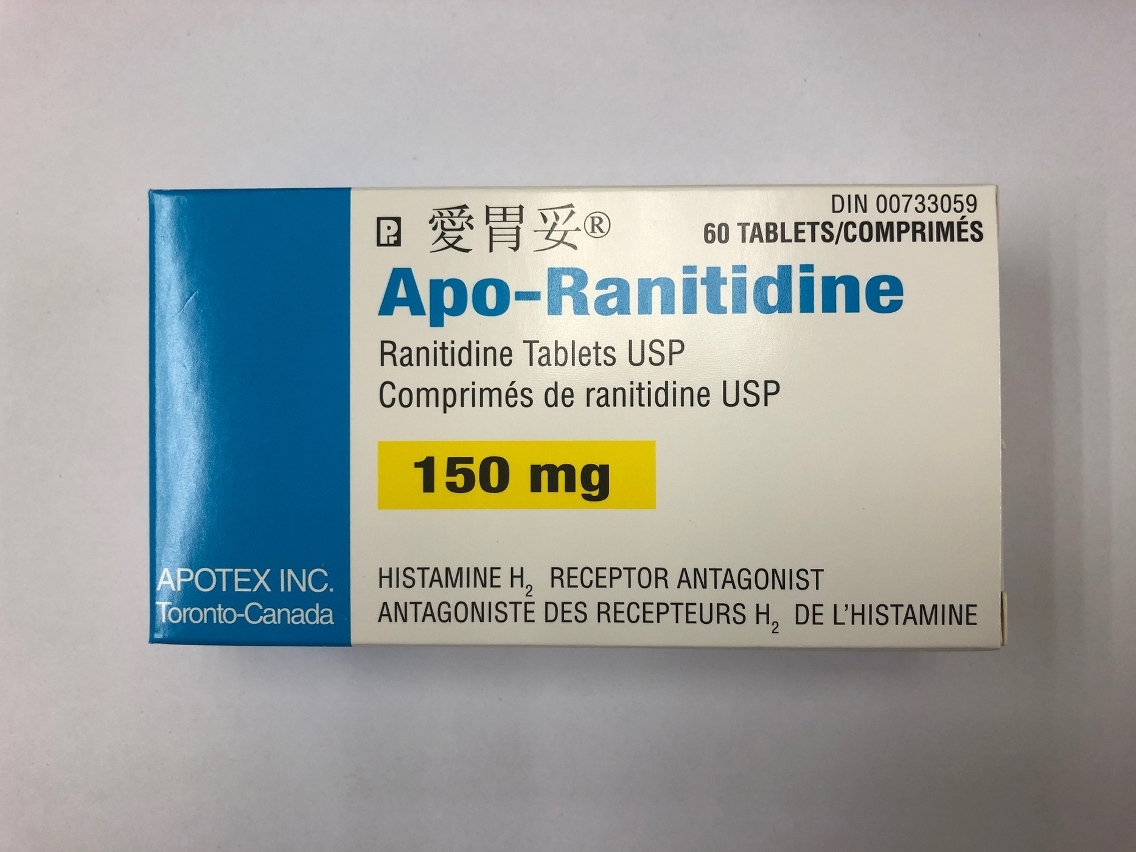 DIN 00733059
Pr 愛胃妥®
60 TABLETS/COMPRIMÉS
Apo-Ranitidine
Ranitidine Tablets USP
Comprimés de ranitidine USP
150 mg
HISTAMINE H₂ RECEPTOR ANTAGONIST
ANTAGONISTE DES RECEPTEURS H₂ DE L'HISTAMINE
APOTEX INC.
Toronto-Canada